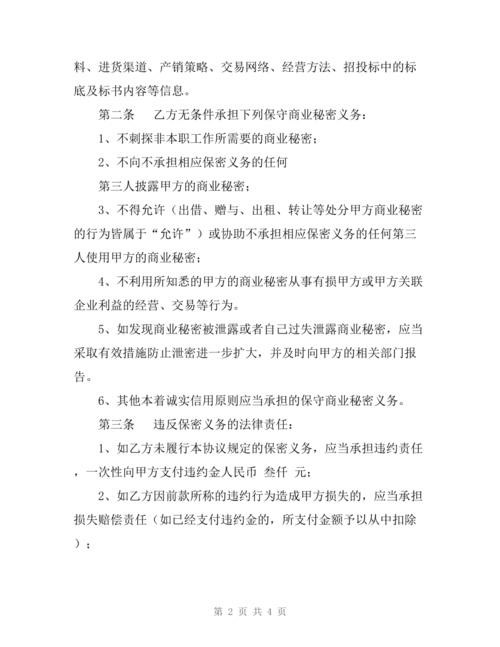 料、进货渠道、产销策略、交易网络、经营方法、招投标中的标
底及标书内容等信息。
第二条　 乙方无条件承担下列保守商业秘密义务：
1、不刺探非本职工作所需要的商业秘密；
2、不向不承担相应保密义务的任何
第三人披露甲方的商业秘密；
3、不得允许（出借、赠与、出租、转让等处分甲方商业秘密
的行为皆属于“允许”）或协助不承担相应保密义务的任何第三
人使用甲方的商业秘密；
4、不利用所知悉的甲方的商业秘密从事有损甲方或甲方关联
企业利益的经营、交易等行为。
5、如发现商业秘密被泄露或者自己过失泄露商业秘密，应当
采取有效措施防止泄密进一步扩大，并及时向甲方的相关部门报
告。
6、其他本着诚实信用原则应当承担的保守商业秘密义务。
第三条　 违反保密义务的法律责任：
1、如乙方未履行本协议规定的保密义务，应当承担违约责任
，一次性向甲方支付违约金人民币 叁仟 元；
2、如乙方因前款所称的违约行为造成甲方损失的，应当承担
损失赔偿责任（如已经支付违约金的，所支付金额予以从中扣除
）；
第 2 页 共 4 页